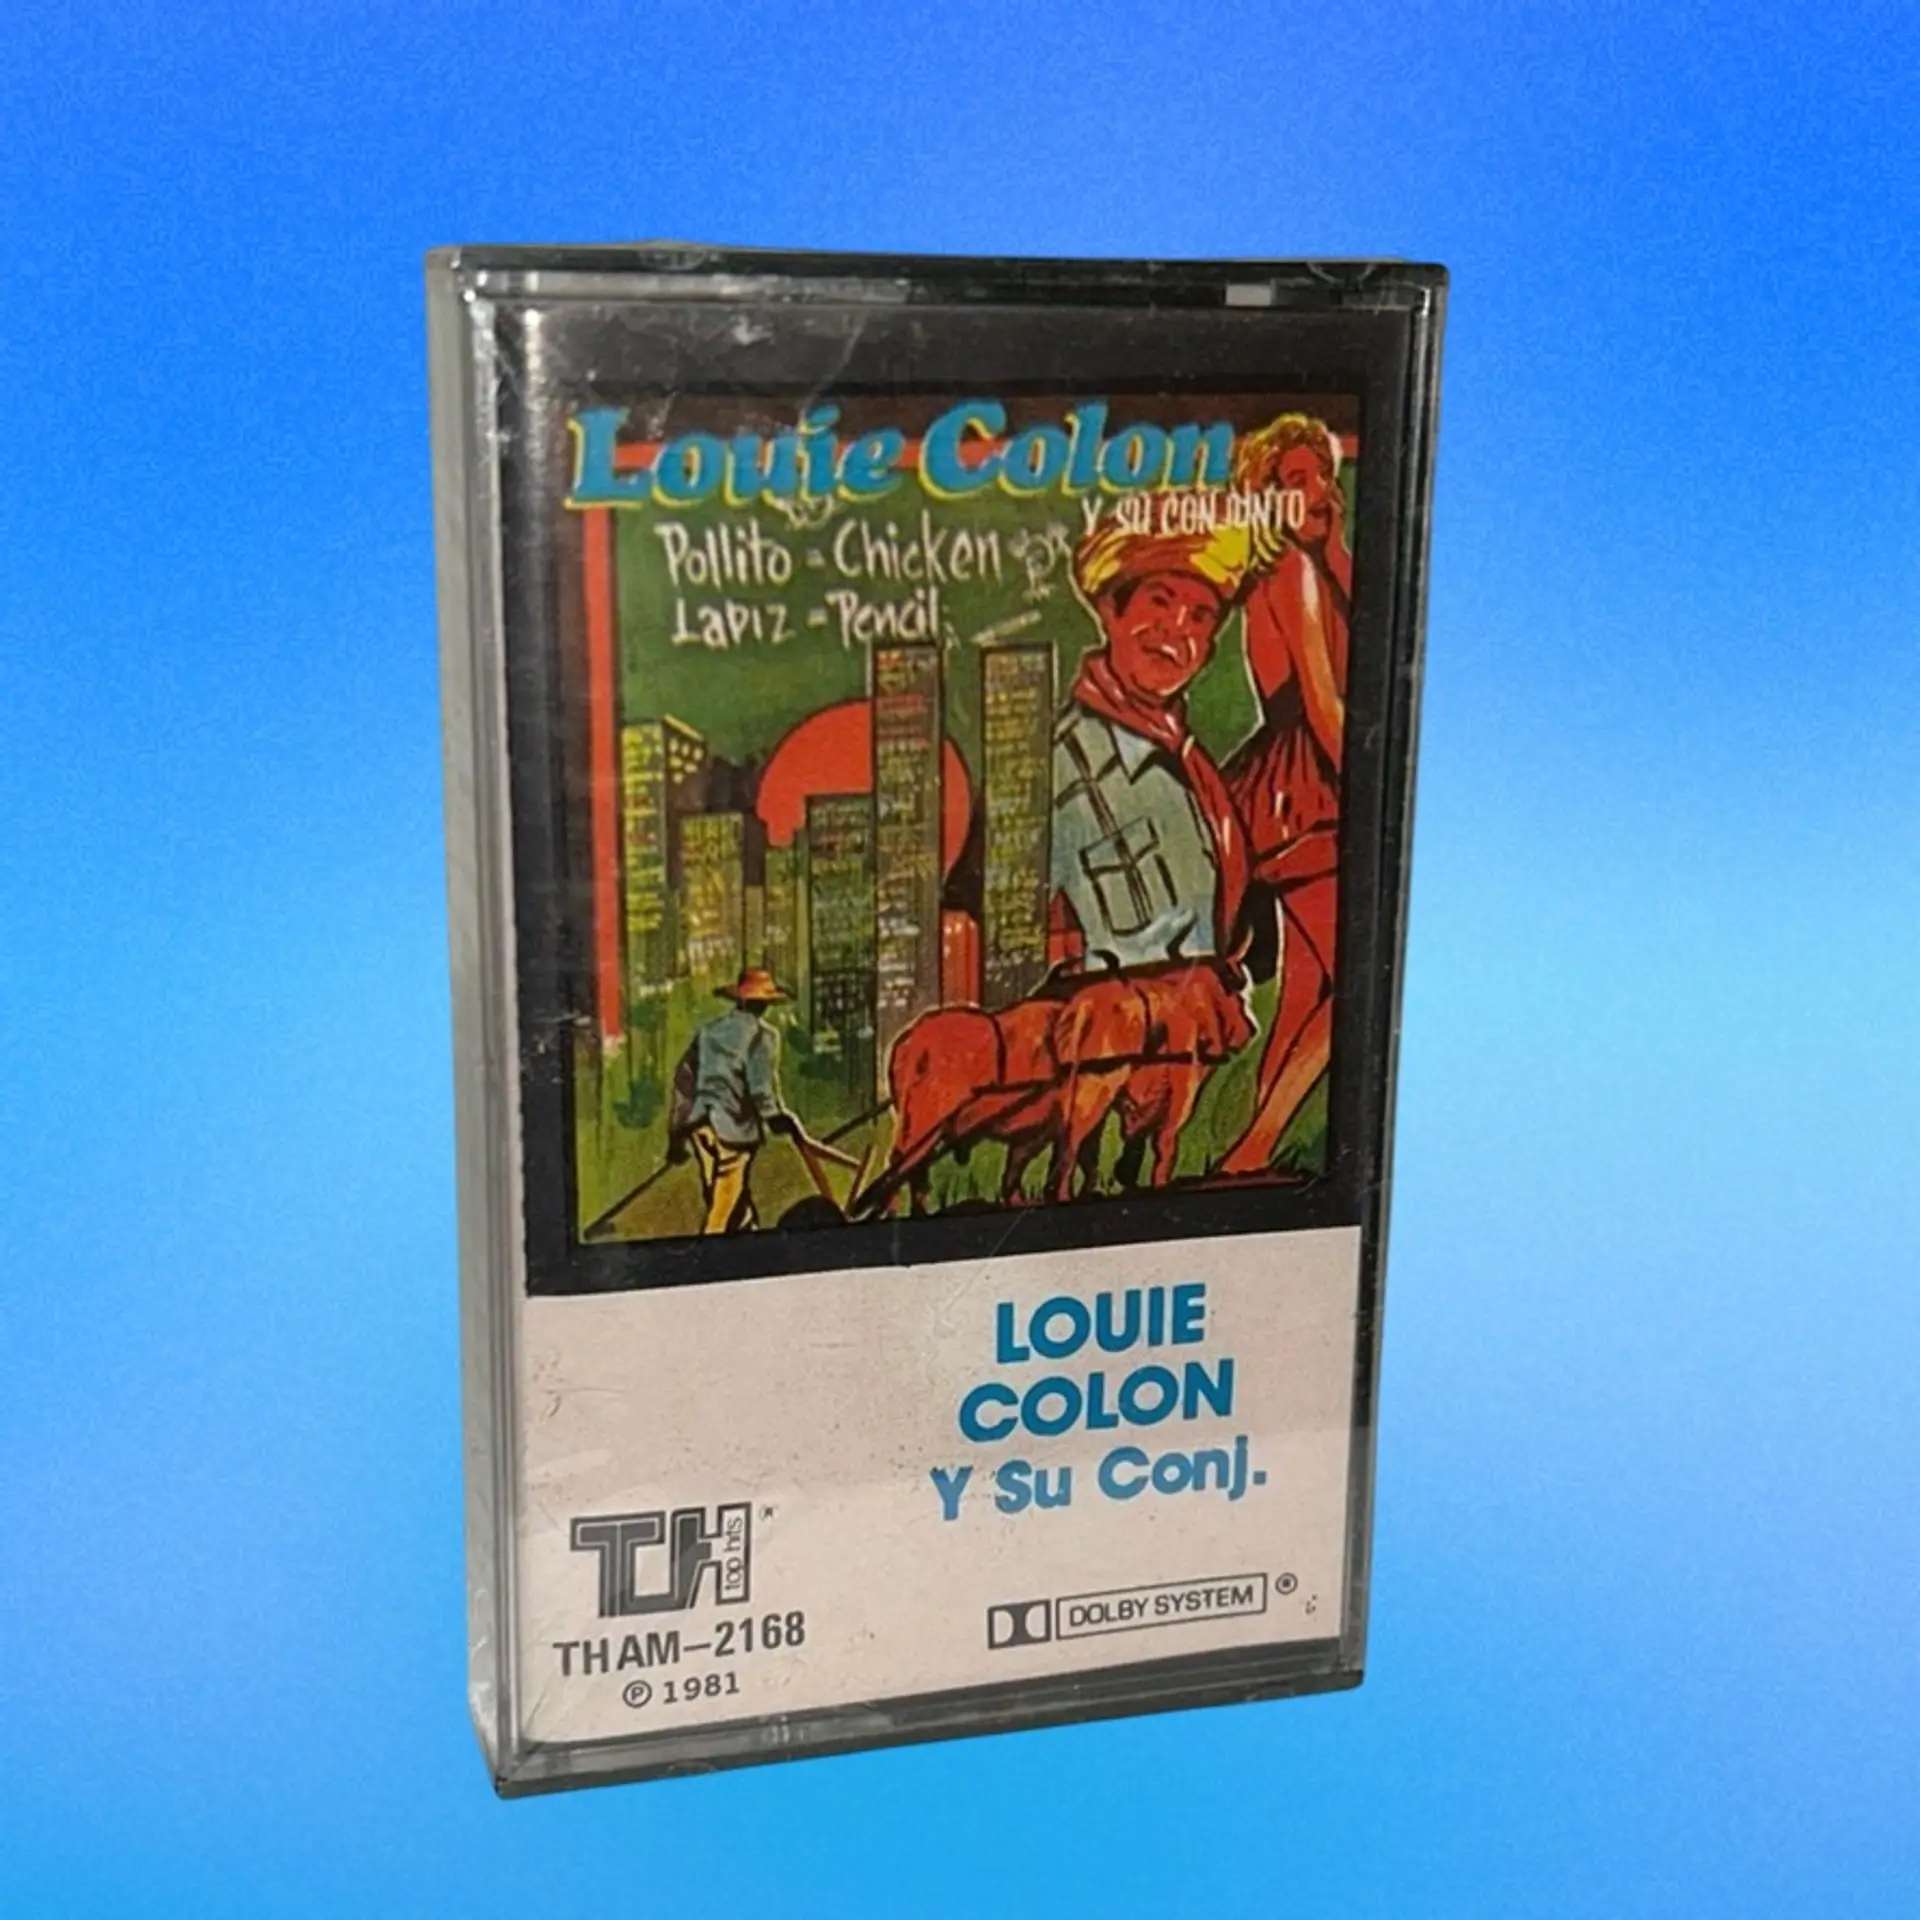 Louie Colon
Y SU CONJUNTO
Pollito = Chicken
Lapiz = Pencil
LOUIE
COLON
Y Su Conj.
TH top hits ®
THAM-2168
℗ 1981
DOLBY SYSTEM ®